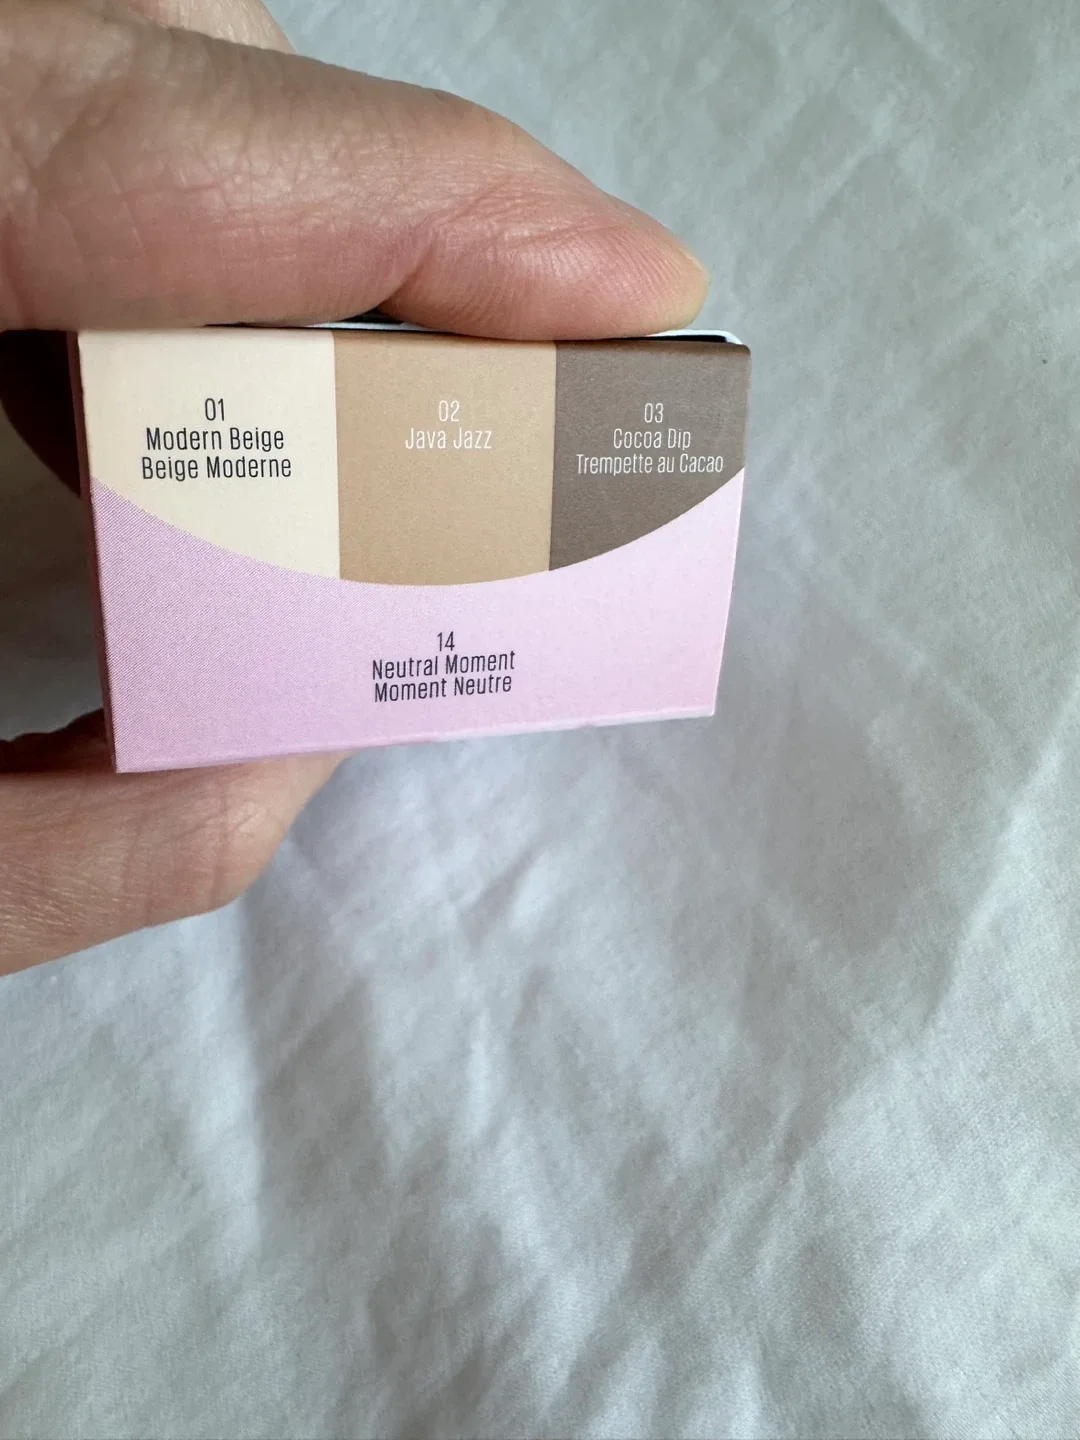 01
Modern Beige
Beige Moderne
02
Java Jazz
03
Cocoa Dip
Trempette au Cacao
14
Neutral Moment
Moment Neutre